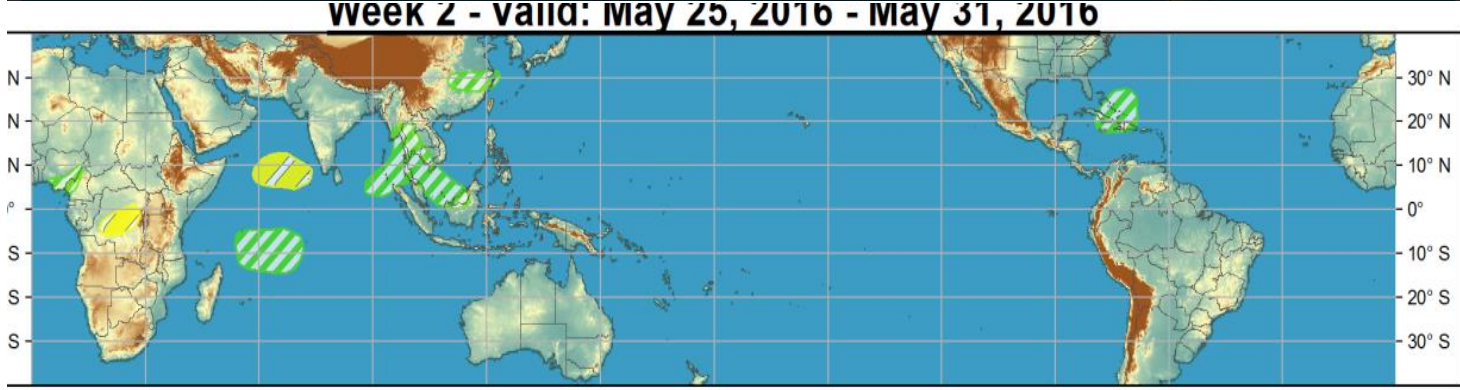 Week 2 - Valid: May 25, 2016 - May 31, 2016
N 30° N
N 20° N
N 10° N
° 0°
S 10° S
S 20° S
S 30° S